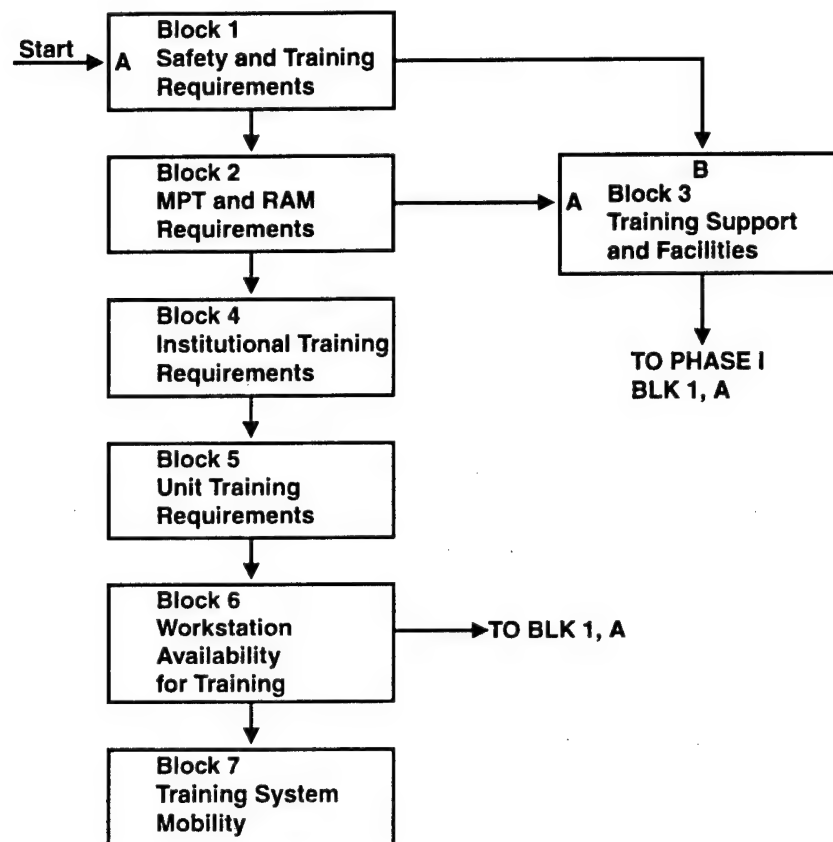 Start
A
Block 1
Safety and Training
Requirements
Block 2
MPT and RAM
Requirements
B
A
Block 3
Training Support
and Facilities
Block 4
Institutional Training
Requirements
TO PHASE I
BLK 1, A
Block 5
Unit Training
Requirements
Block 6
Workstation
Availability
for Training
TO BLK 1, A
Block 7
Training System
Mobility